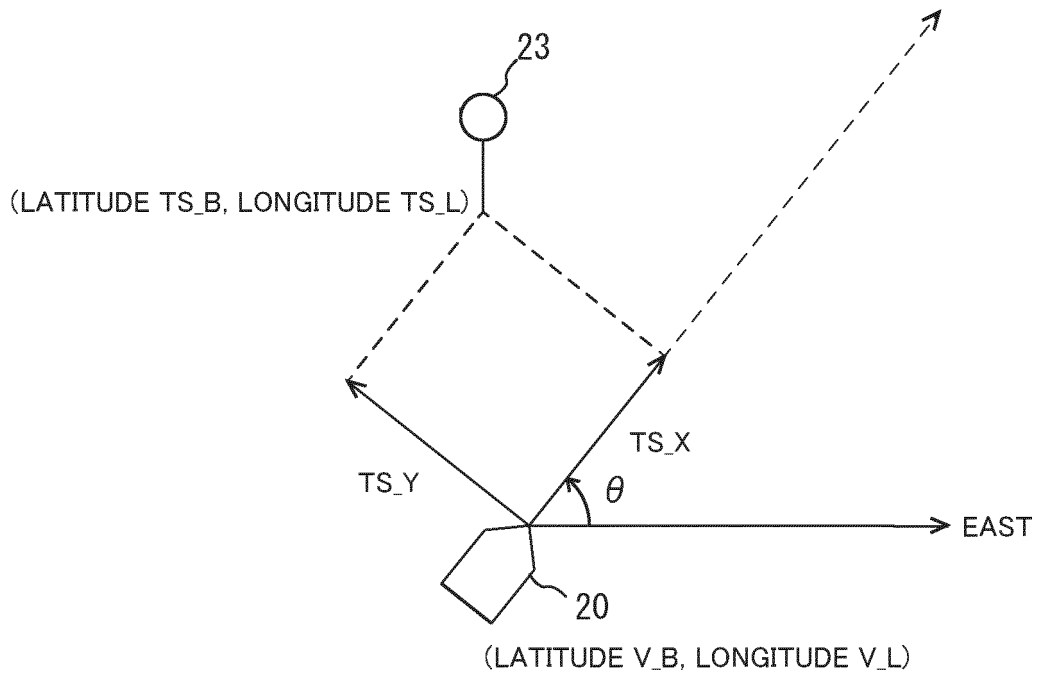 23
(LATITUDE TS_B, LONGITUDE TS_L)
TS_X
TS_Y
θ
EAST
20
(LATITUDE V_B, LONGITUDE V_L)